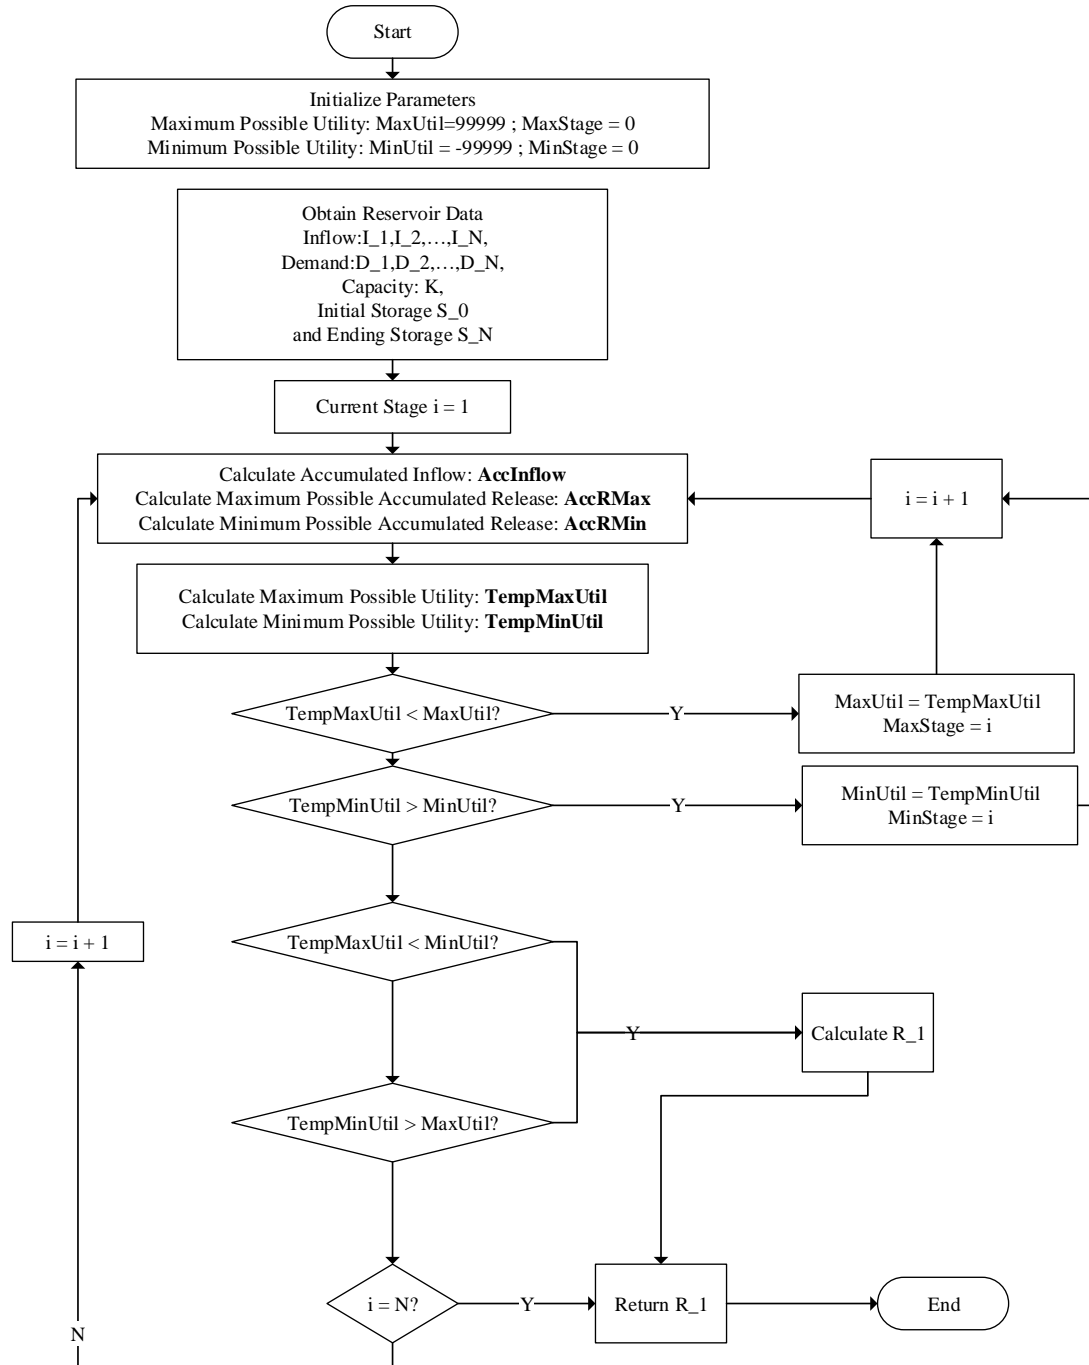 Start
Initialize Parameters
Maximum Possible Utility: MaxUtil=99999 ; MaxStage = 0
Minimum Possible Utility: MinUtil = -99999 ; MinStage = 0
Obtain Reservoir Data
Inflow:I_1,I_2,…,I_N,
Demand:D_1,D_2,…,D_N,
Capacity: K,
Initial Storage S_0
and Ending Storage S_N
Current Stage i = 1
Calculate Accumulated Inflow: AccInflow
Calculate Maximum Possible Accumulated Release: AccRMax
Calculate Minimum Possible Accumulated Release: AccRMin
i = i + 1
Calculate Maximum Possible Utility: TempMaxUtil
Calculate Minimum Possible Utility: TempMinUtil
TempMaxUtil < MaxUtil?
Y
MaxUtil = TempMaxUtil
MaxStage = i
TempMinUtil > MinUtil?
Y
MinUtil = TempMinUtil
MinStage = i
i = i + 1
TempMaxUtil < MinUtil?
Y
Calculate R_1
TempMinUtil > MaxUtil?
i = N?
Y
Return R_1
End
N